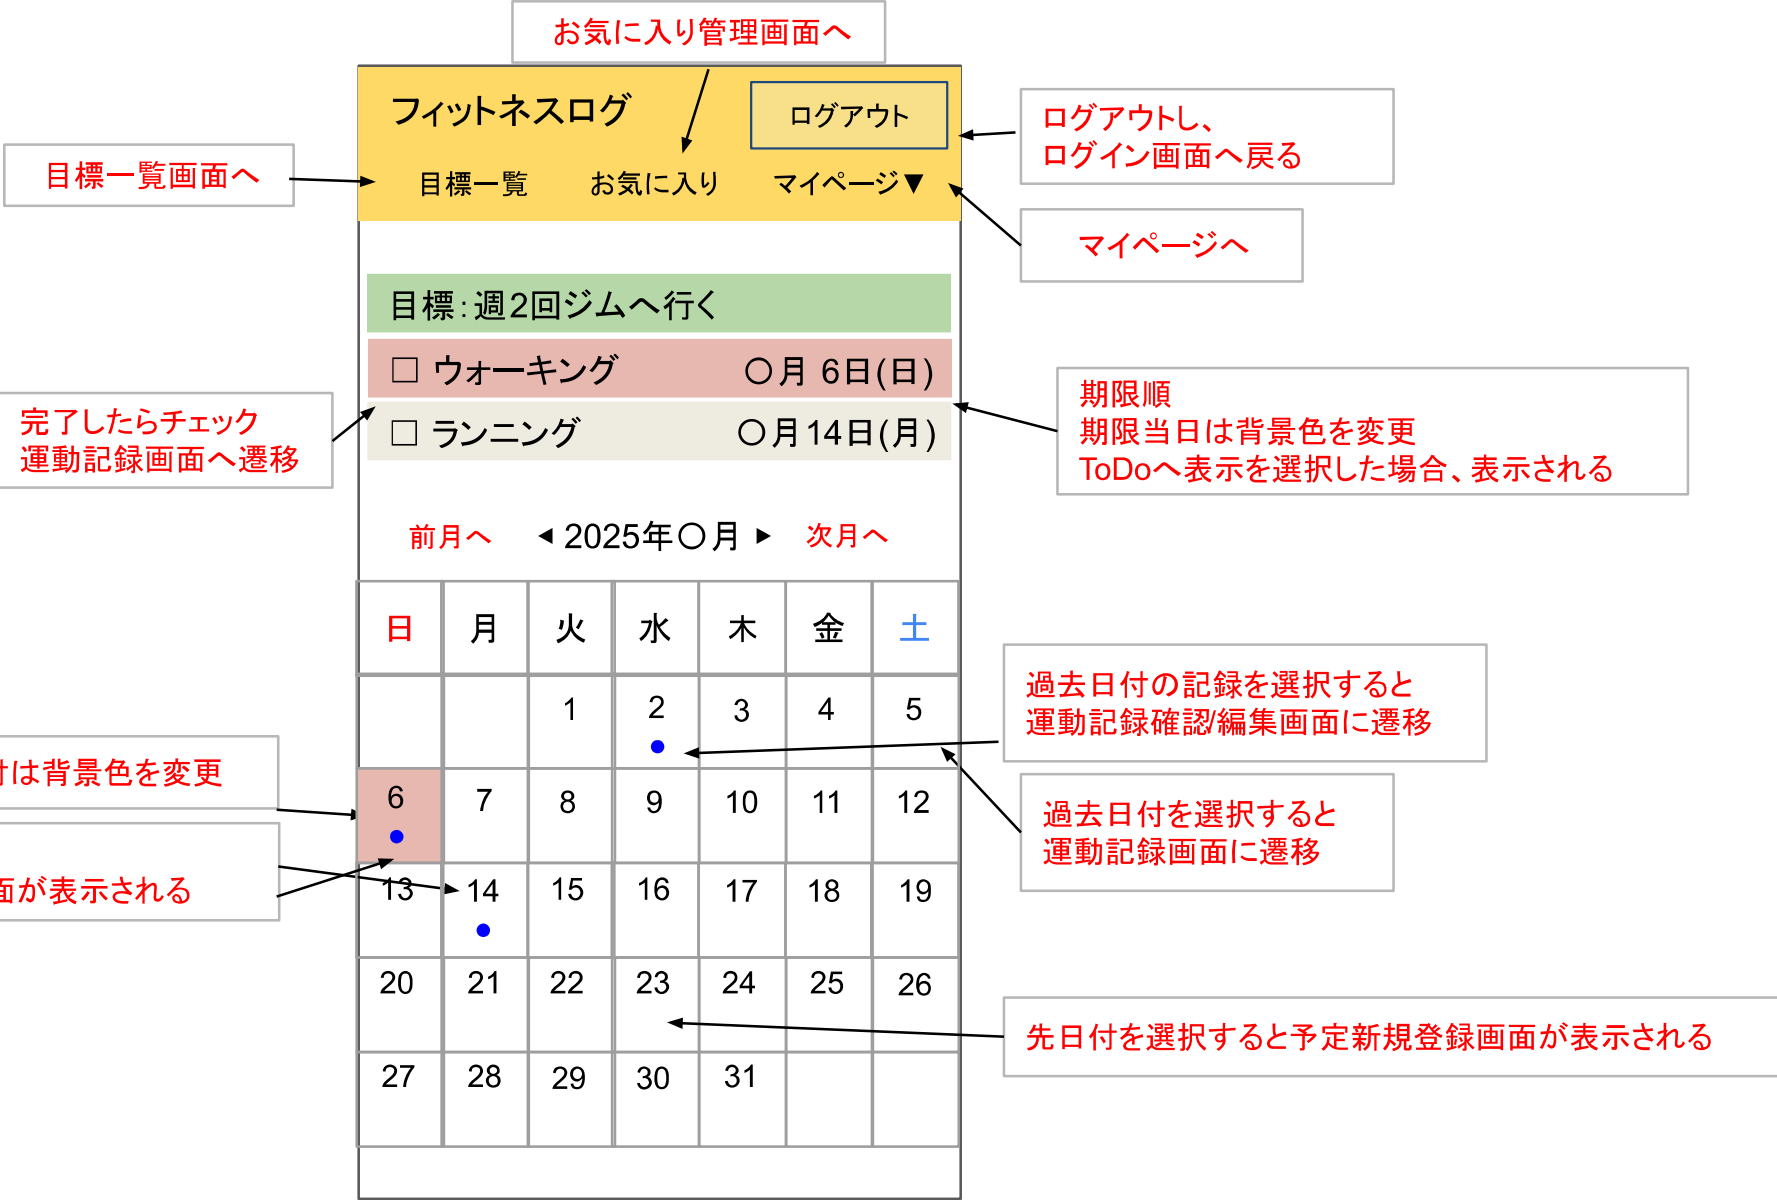 お気に入り管理画面へ
フィットネスログ
ログアウト
ログアウトし、
ログイン画面へ戻る
目標一覧画面へ
目標一覧
お気に入り
マイページ▼
マイページへ
目標：週2回ジムへ行く
□ ウォーキング 〇月 6日(日)
□ ランニング 〇月14日(月)
完了したらチェック
運動記録画面へ遷移
期限順
期限当日は背景色を変更
ToDoへ表示を選択した場合、表示される
前月へ ◀ 2025年〇月 ▶ 次月へ
日 月 火 水 木 金 土
1 2 3 4 5
過去日付の記録を選択すると
運動記録確認/編集画面に遷移
付は背景色を変更
6 7 8 9 10 11 12
過去日付を選択すると
運動記録画面に遷移
面が表示される
13 14 15 16 17 18 19
20 21 22 23 24 25 26
先日付を選択すると予定新規登録画面が表示される
27 28 29 30 31